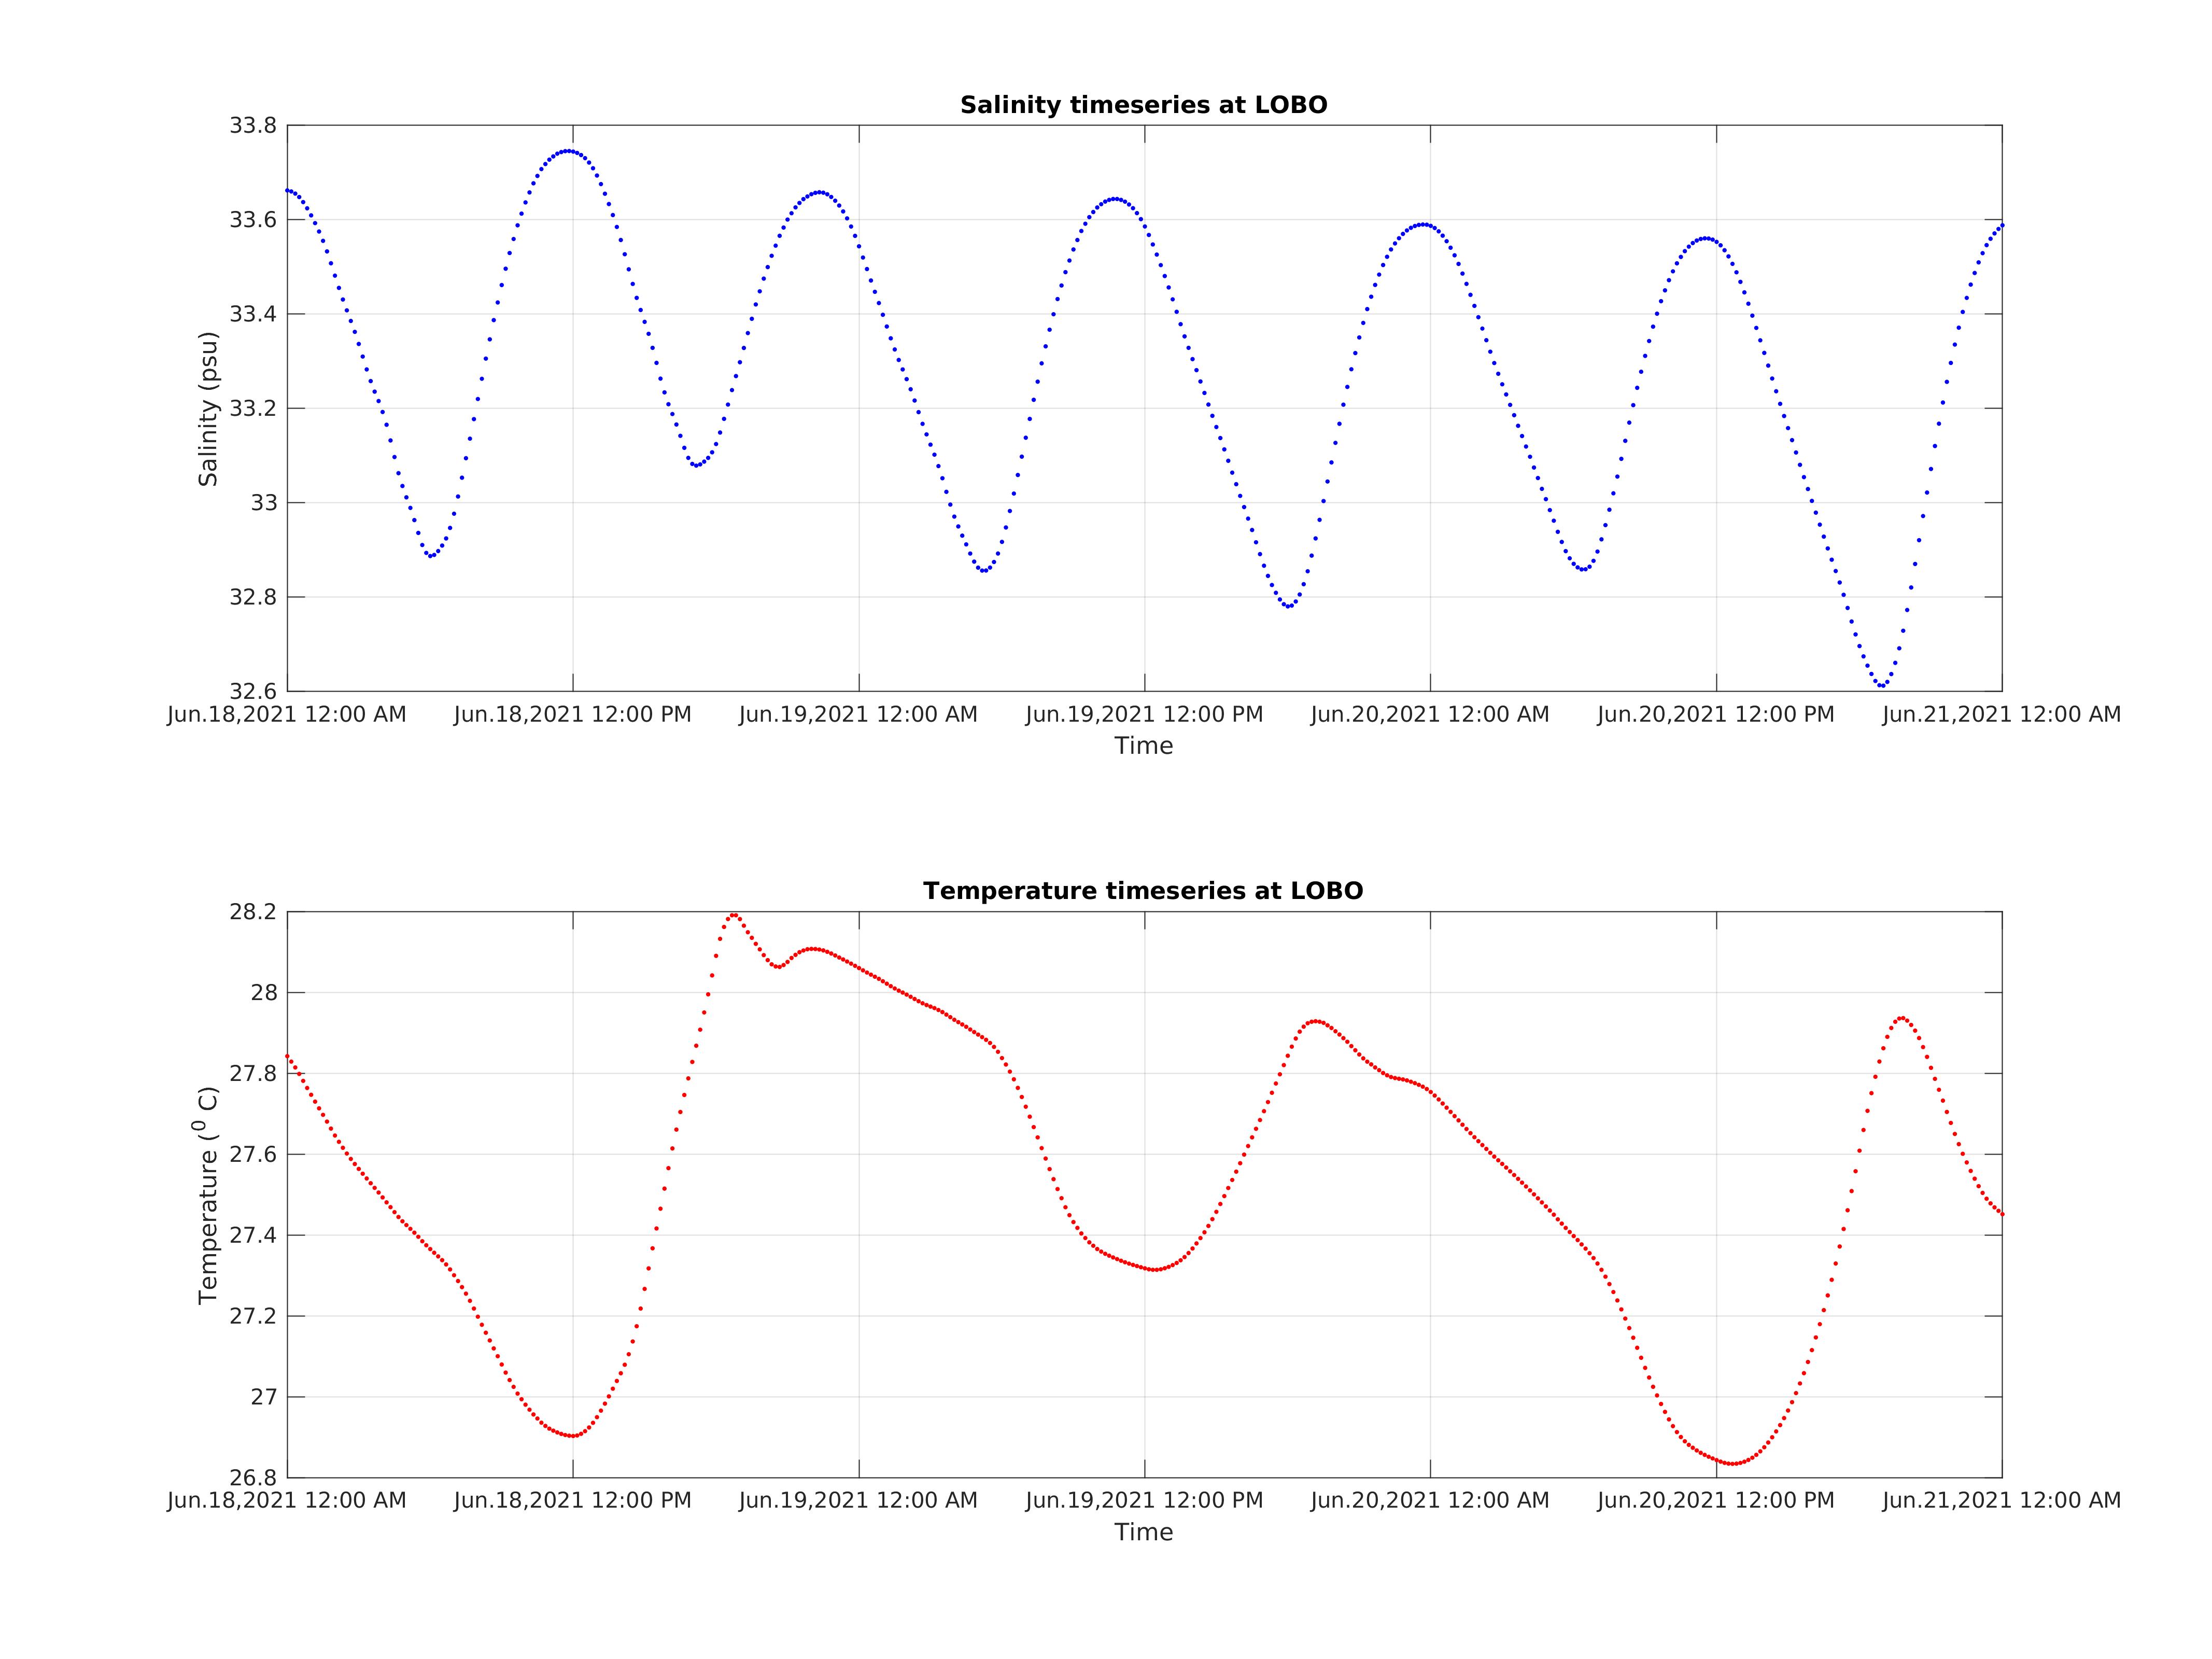 Salinity timeseries at LOBO
33.8
33.6
33.4
33.2
33
32.8
32.6
Salinity (psu)
Jun.18,2021 12:00 AM Jun.18,2021 12:00 PM Jun.19,2021 12:00 AM Jun.19,2021 12:00 PM Jun.20,2021 12:00 AM Jun.20,2021 12:00 PM Jun.21,2021 12:00 AM
Time
Temperature timeseries at LOBO
28.2
28
27.8
27.6
27.4
27.2
27
26.8
Temperature (⁰ C)
Jun.18,2021 12:00 AM Jun.18,2021 12:00 PM Jun.19,2021 12:00 AM Jun.19,2021 12:00 PM Jun.20,2021 12:00 AM Jun.20,2021 12:00 PM Jun.21,2021 12:00 AM
Time